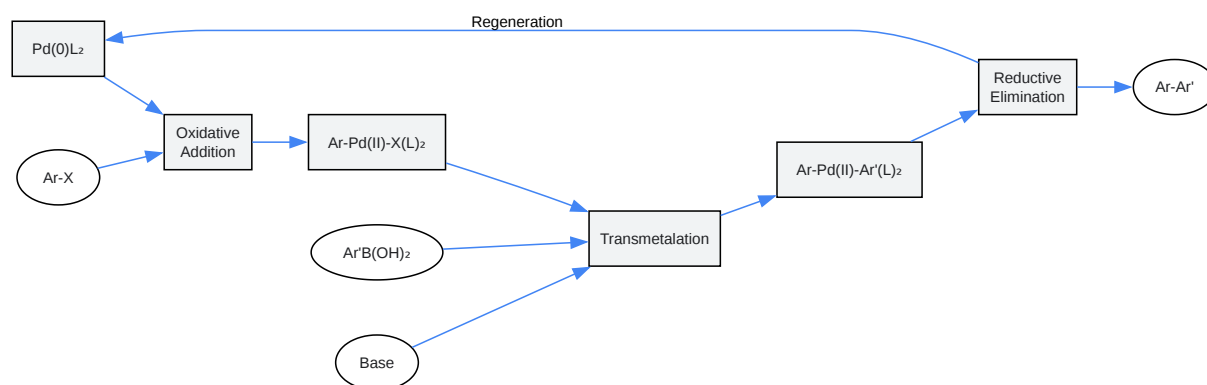 Regeneration
Pd(0)L₂
Reductive
Elimination
Ar-Ar'
Oxidative
Addition
Ar-Pd(II)-X(L)₂
Ar-X
Ar-Pd(II)-Ar'(L)₂
Transmetalation
Ar'B(OH)₂
Base